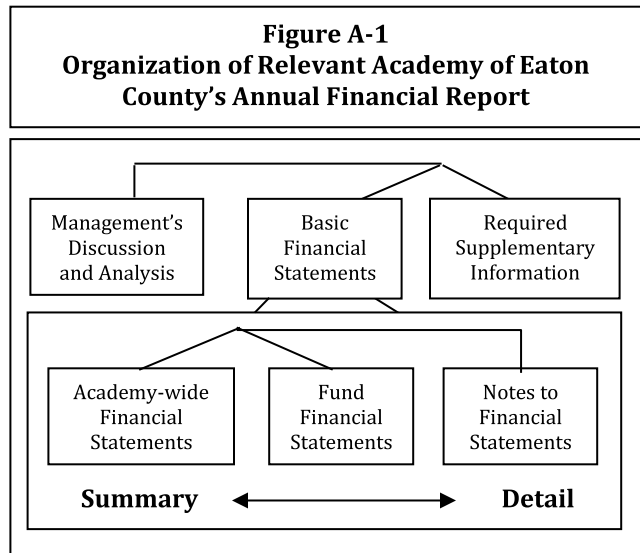 Figure A-1
Organization of Relevant Academy of Eaton
County's Annual Financial Report
Management's
Discussion
and Analysis
Basic
Financial
Statements
Required
Supplementary
Information
Academy-wide
Financial
Statements
Fund
Financial
Statements
Notes to
Financial
Statements
Summary
Detail